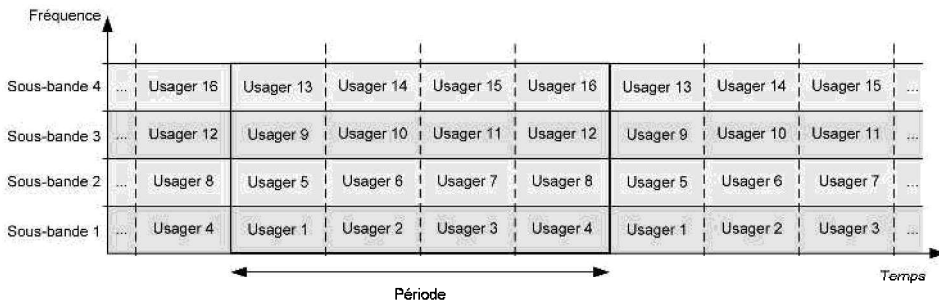 Fréquence
Sous-bande 4 ... Usager 16 Usager 13 Usager 14 Usager 15 Usager 16 Usager 13 Usager 14 Usager 15 ...
Sous-bande 3 ... Usager 12 Usager 9 Usager 10 Usager 11 Usager 12 Usager 9 Usager 10 Usager 11 ...
Sous-bande 2 ... Usager 8 Usager 5 Usager 6 Usager 7 Usager 8 Usager 5 Usager 6 Usager 7 ...
Sous-bande 1 ... Usager 4 Usager 1 Usager 2 Usager 3 Usager 4 Usager 1 Usager 2 Usager 3 ...
Temps
Période